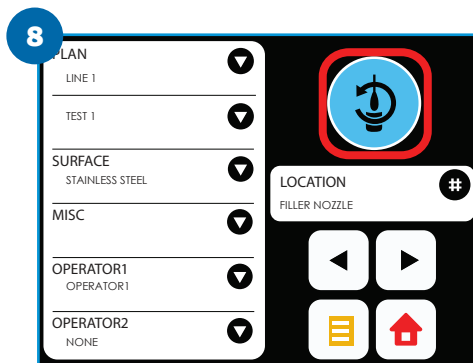 8
PLAN
LINE 1
TEST 1
SURFACE
STAINLESS STEEL
MISC
OPERATOR1
OPERATOR1
OPERATOR2
NONE
LOCATION
#
FILLER NOZZLE